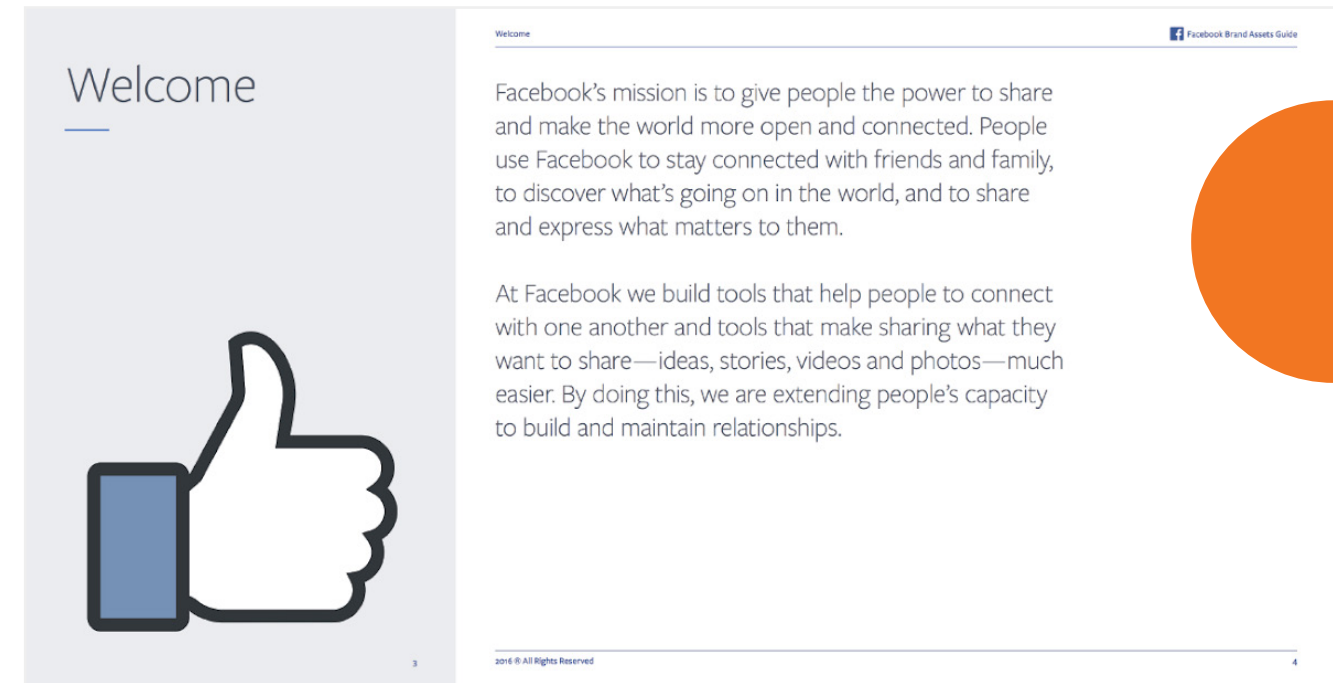 Welcome
3
Welcome
Facebook Brand Assets Guide
Facebook's mission is to give people the power to share
and make the world more open and connected. People
use Facebook to stay connected with friends and family,
to discover what's going on in the world, and to share
and express what matters to them.
At Facebook we build tools that help people to connect
with one another and tools that make sharing what they
want to share—ideas, stories, videos and photos—much
easier. By doing this, we are extending people's capacity
to build and maintain relationships.
2016 ® All Rights Reserved
4